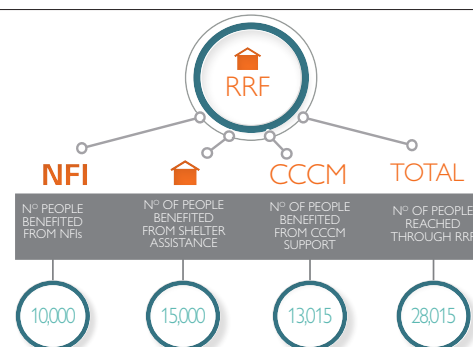 RRF
NFI
CCCM
TOTAL
Nº PEOPLE
BENEFITED
FROM NFIs
Nº OF PEOPLE
BENEFITED
FROM SHELTER
ASSISTANCE
Nº OF PEOPLE
BENEFITED
FROM CCCM
SUPPORT
Nº OF PEOPLE
REACHED
THROUGH RRF
10,000
15,000
13,015
28,015